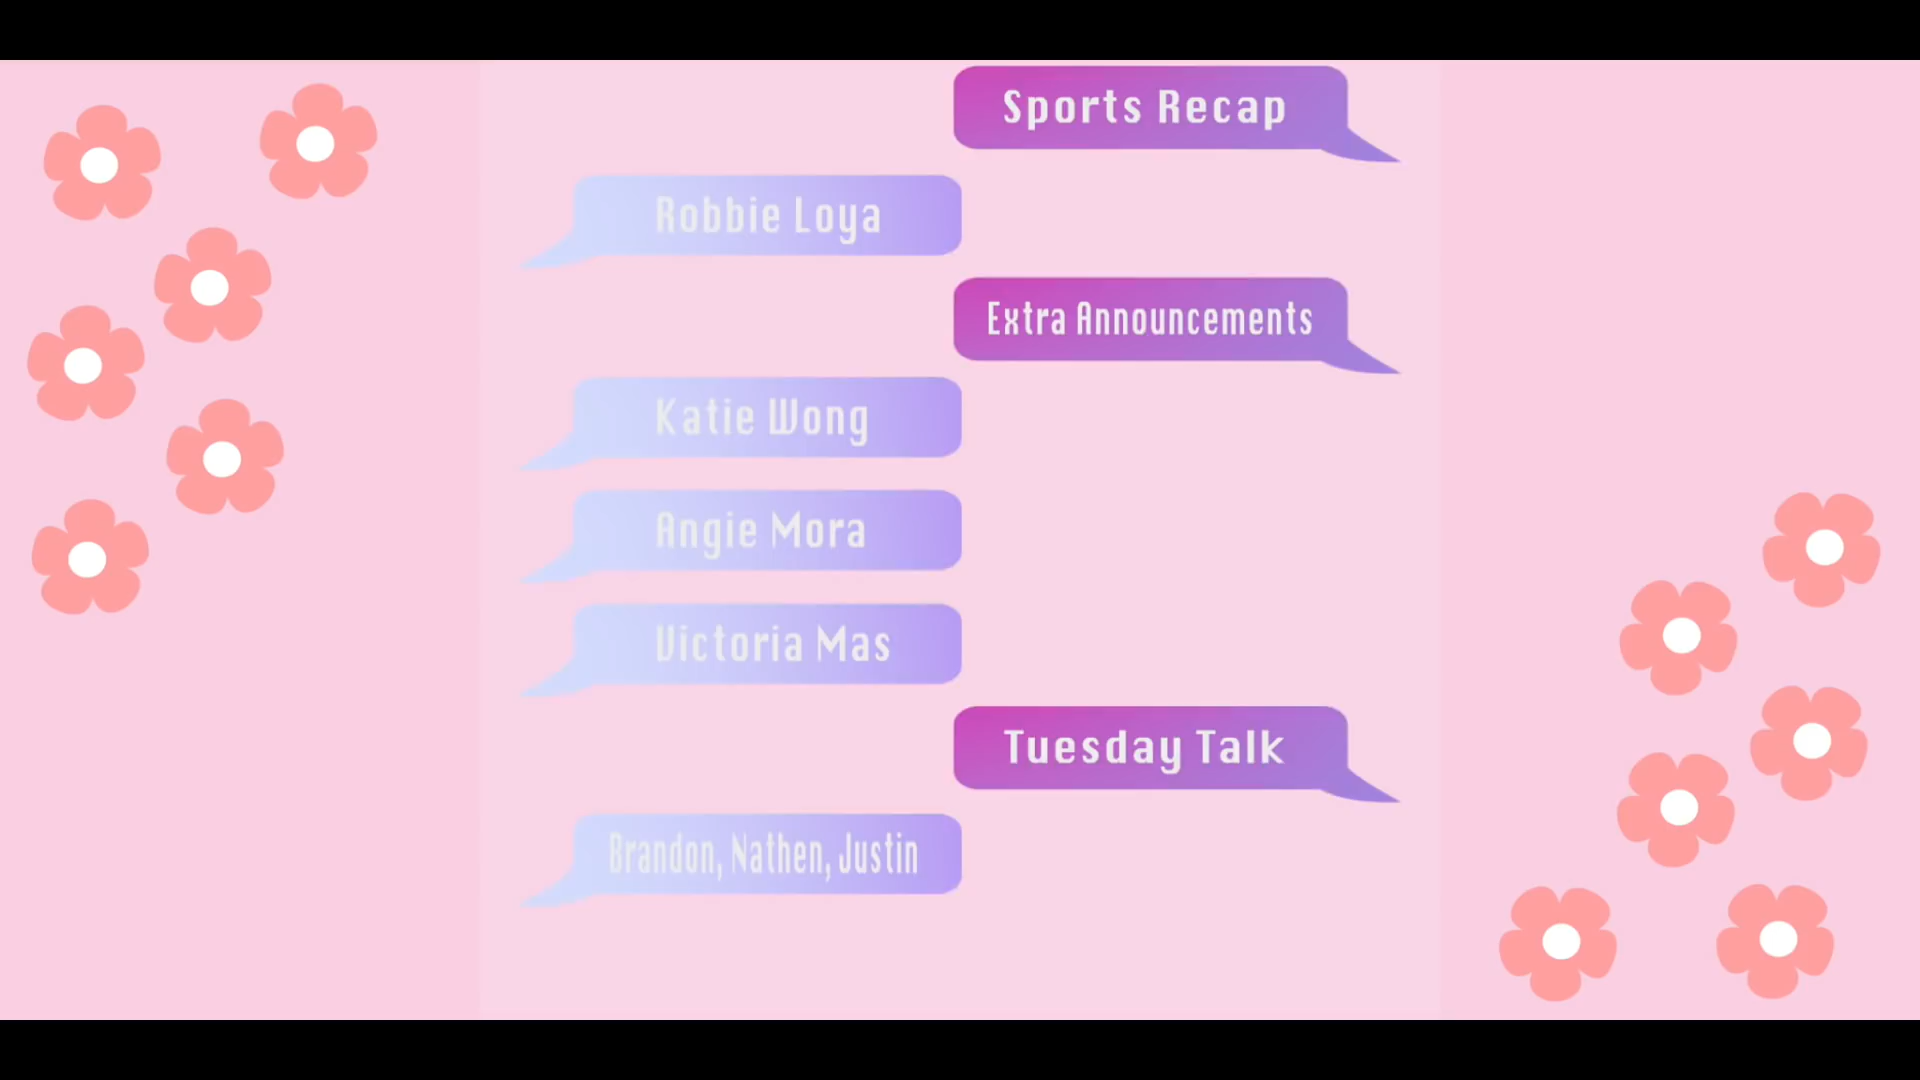 Sports Recap
Robbie Loya
Extra Announcements
Katie Wong
Angie Mora
Victoria Mas
Tuesday Talk
Brandon, Nathen, Justin